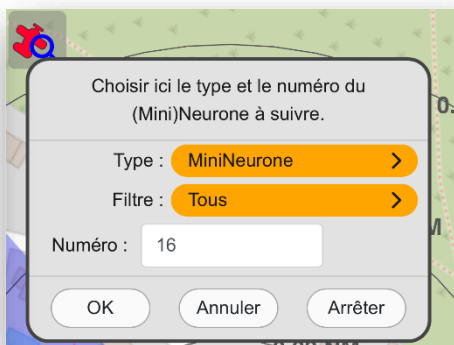 Choisir ici le type et le numéro du
(Mini)Neurone à suivre.
0.
Type : MiniNeurone
Filtre : Tous
M
Numéro : 16
OK Annuler Arrêter